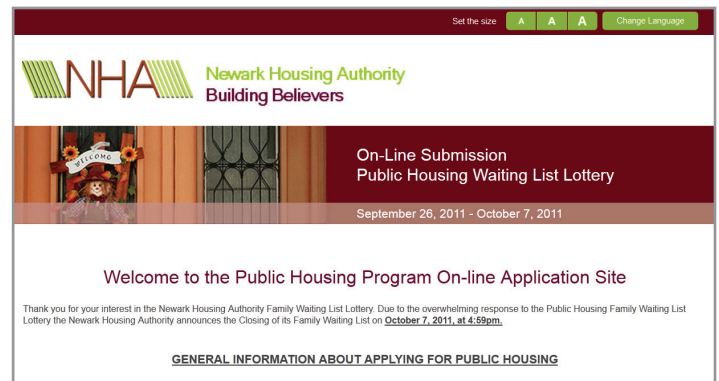 Set the size A A A Change Language
NHA Newark Housing Authority
Building Believers
WELCOME
On-Line Submission
Public Housing Waiting List Lottery
September 26, 2011 - October 7, 2011
Welcome to the Public Housing Program On-line Application Site
Thank you for your interest in the Newark Housing Authority Family Waiting List Lottery. Due to the overwhelming response to the Public Housing Family Waiting List
Lottery the Newark Housing Authority announces the Closing of its Family Waiting List on October 7, 2011, at 4:59pm.
GENERAL INFORMATION ABOUT APPLYING FOR PUBLIC HOUSING